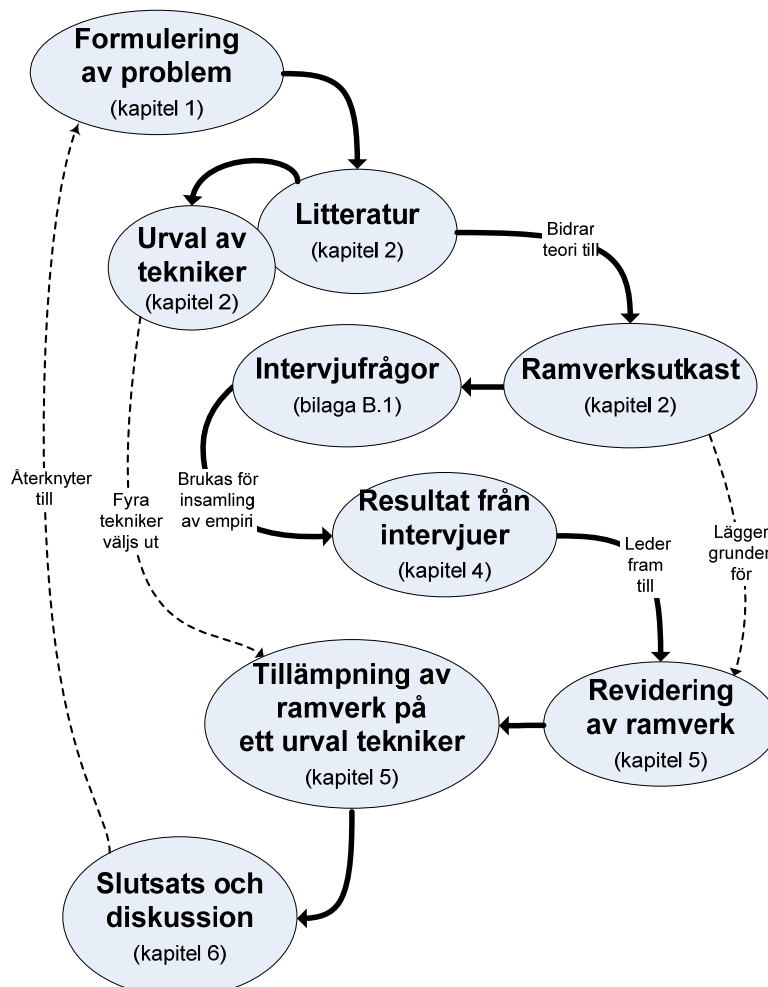 Formulering
av problem
(kapitel 1)
Litteratur
(kapitel 2)
Urval av
tekniker
(kapitel 2)
Bidrar
teori till
Intervjufrågor
(bilaga B.1)
Ramverksutkast
(kapitel 2)
Återknyter
till
Fyra
tekniker
väljs ut
Brukas för
insamling
av empiri
Resultat från
intervjuer
(kapitel 4)
Leder
fram
till
Lägger
grunden
för
Tillämpning av
ramverk på
ett urval tekniker
(kapitel 5)
Revidering
av ramverk
(kapitel 5)
Slutsats och
diskussion
(kapitel 6)